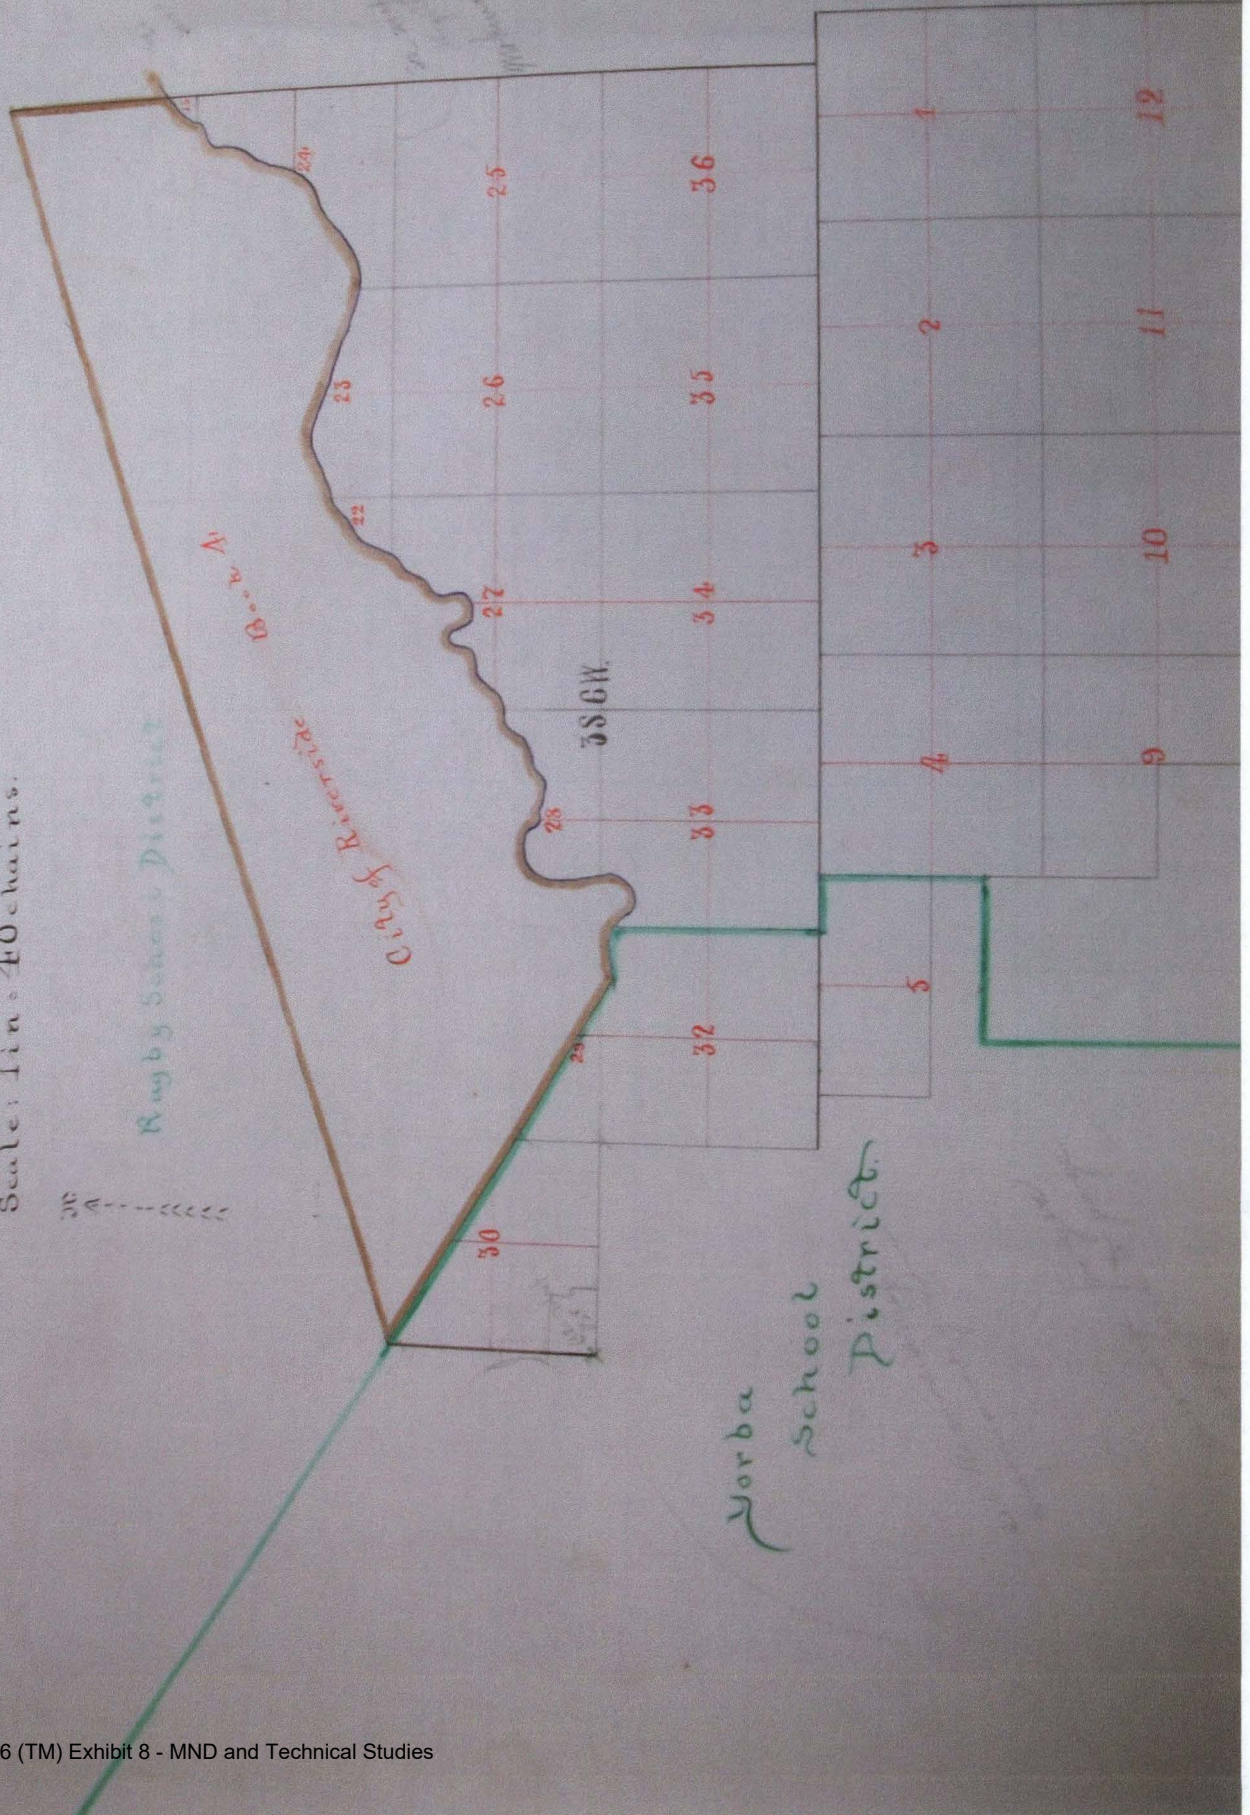 Scale: 1 in = 40 chains.
Rugby School District
City of Riverside
24
25
36
1
12
23
26
35
2
11
22
27
34
3
10
3S6W.
28
33
4
9
29
32
5
30
Yorba
School
District.
6 (TM) Exhibit 8 - MND and Technical Studies